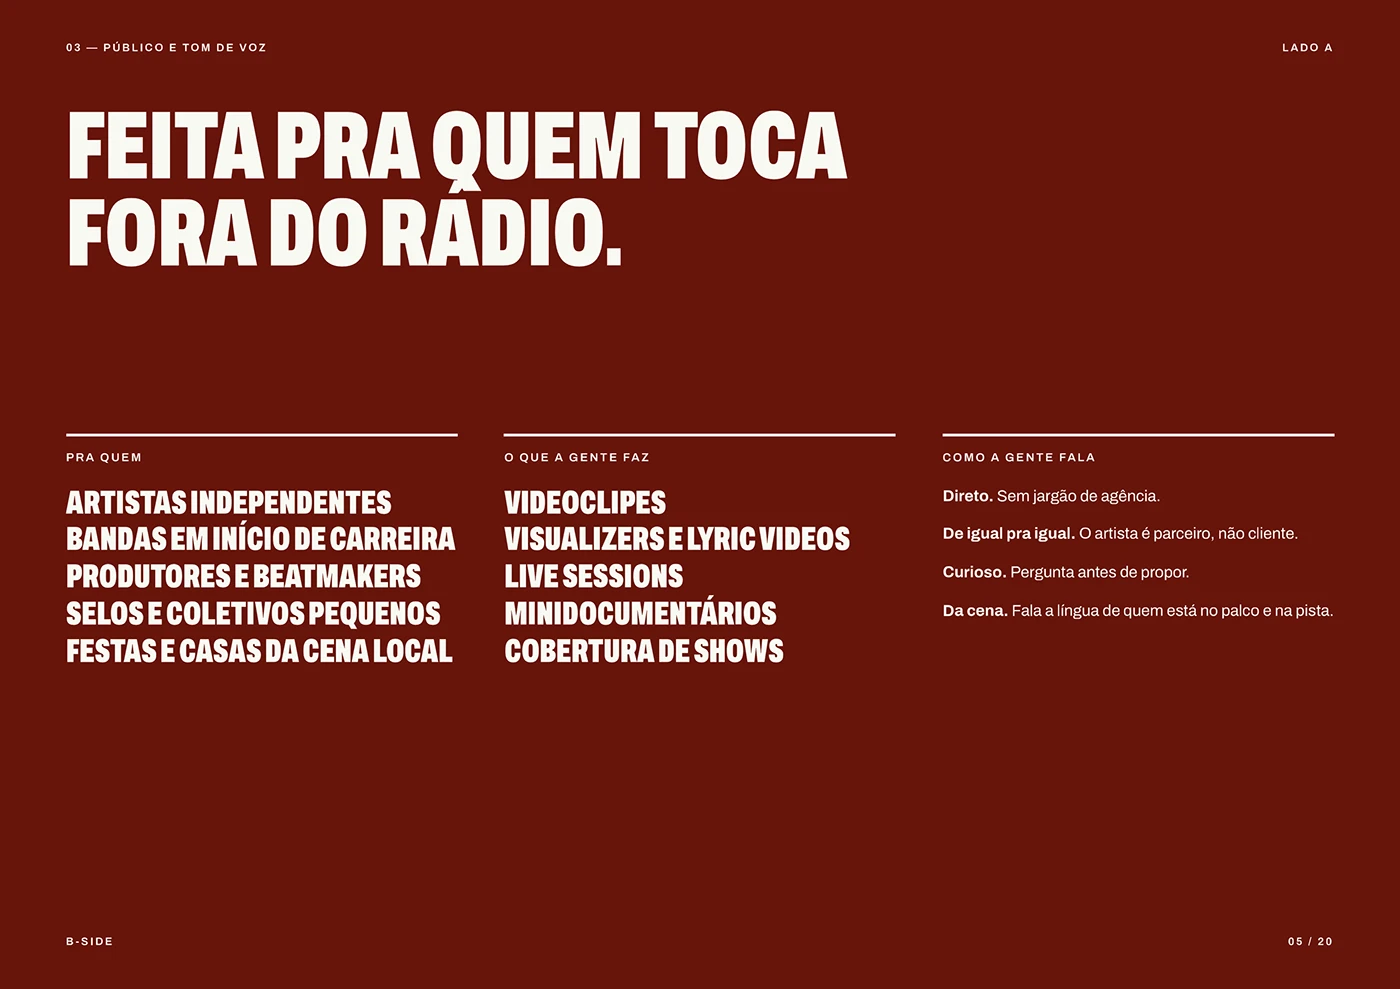 03 — PÚBLICO E TOM DE VOZ
LADO A
FEITA PRA QUEM TOCA
FORA DO RÁDIO.
PRA QUEM
ARTISTAS INDEPENDENTES
BANDAS EM INÍCIO DE CARREIRA
PRODUTORES E BEATMAKERS
SELOS E COLETIVOS PEQUENOS
FESTAS E CASAS DA CENA LOCAL
O QUE A GENTE FAZ
VIDEOCLIPES
VISUALIZERS E LYRIC VIDEOS
LIVE SESSIONS
MINIDOCUMENTÁRIOS
COBERTURA DE SHOWS
COMO A GENTE FALA
Direto. Sem jargão de agência.
De igual pra igual. O artista é parceiro, não cliente.
Curioso. Pergunta antes de propor.
Da cena. Fala a língua de quem está no palco e na pista.
B-SIDE
05 / 20